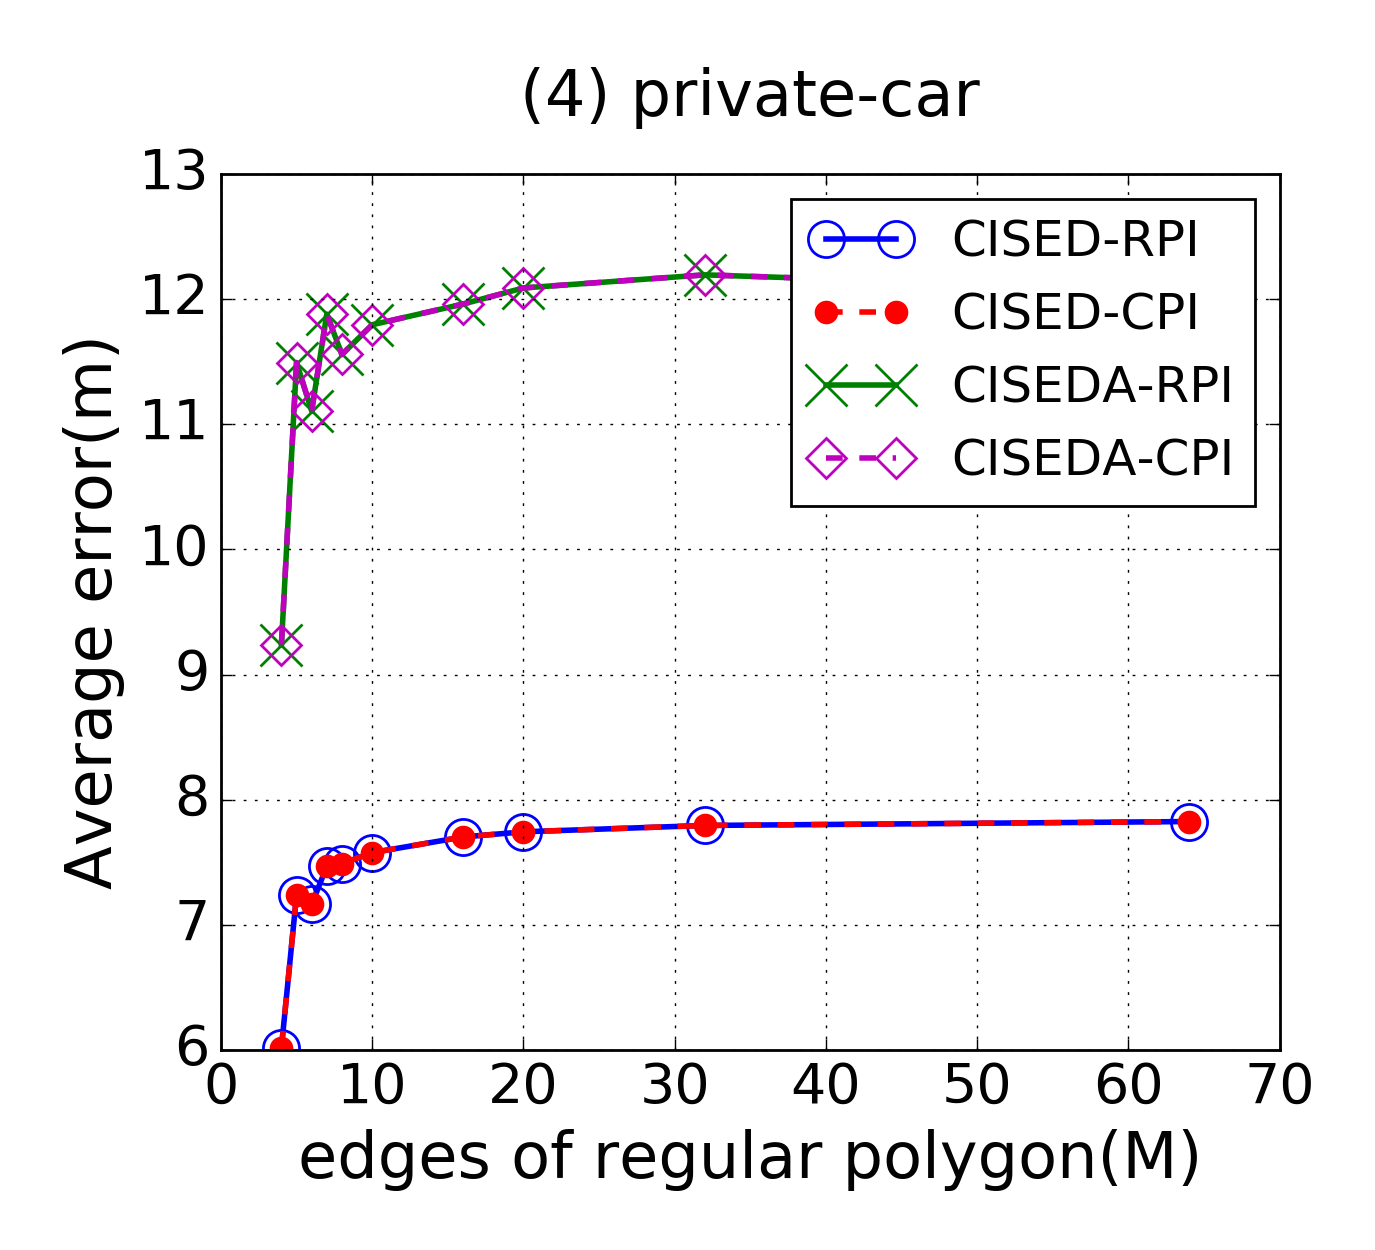 (4) private-car
13
12
11
10
9
8
7
6
Average error(m)
CISED-RPI
CISED-CPI
CISEDA-RPI
CISEDA-CPI
0 10 20 30 40 50 60 70
edges of regular polygon(M)